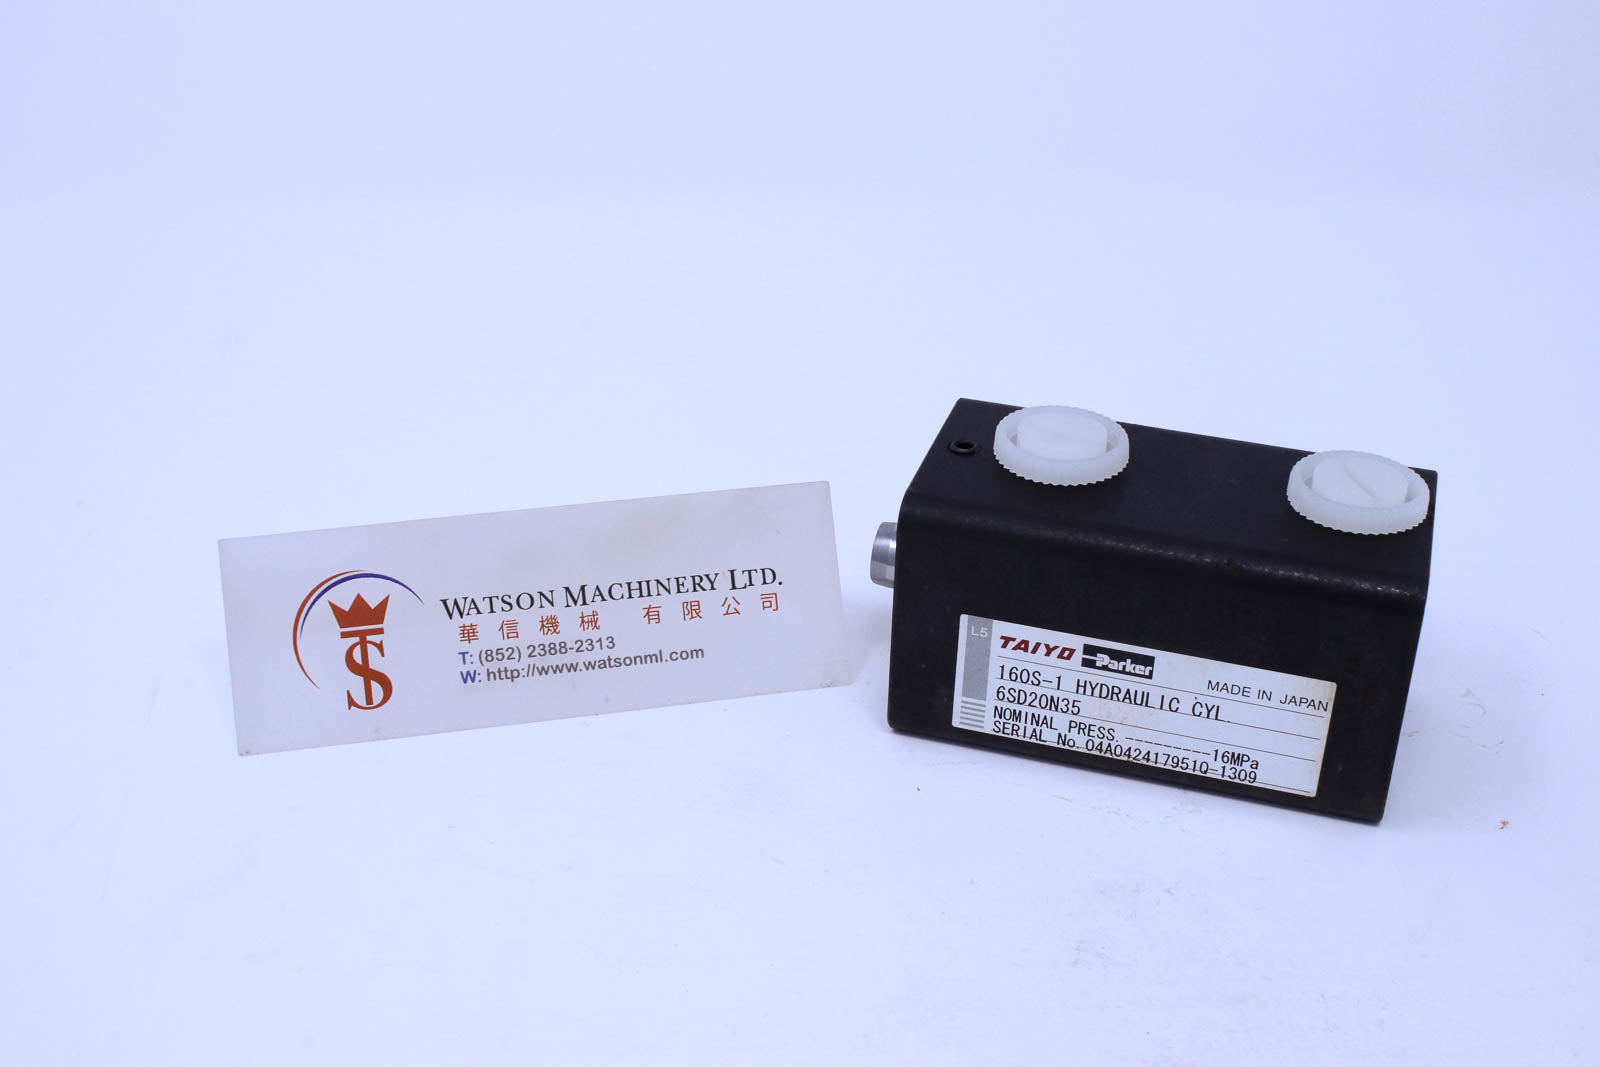 WATSON MACHINERY LTD.
華信機械 有限公司
T: (852) 2388-2313
W: http://www.watsonml.com
L5 TAIYO Parker
160S-1 HYDRAULIC CYL. MADE IN JAPAN
6SD20N35
NOMINAL PRESS. ----------16MPa
SERIAL No. 04A042417951Q-1309